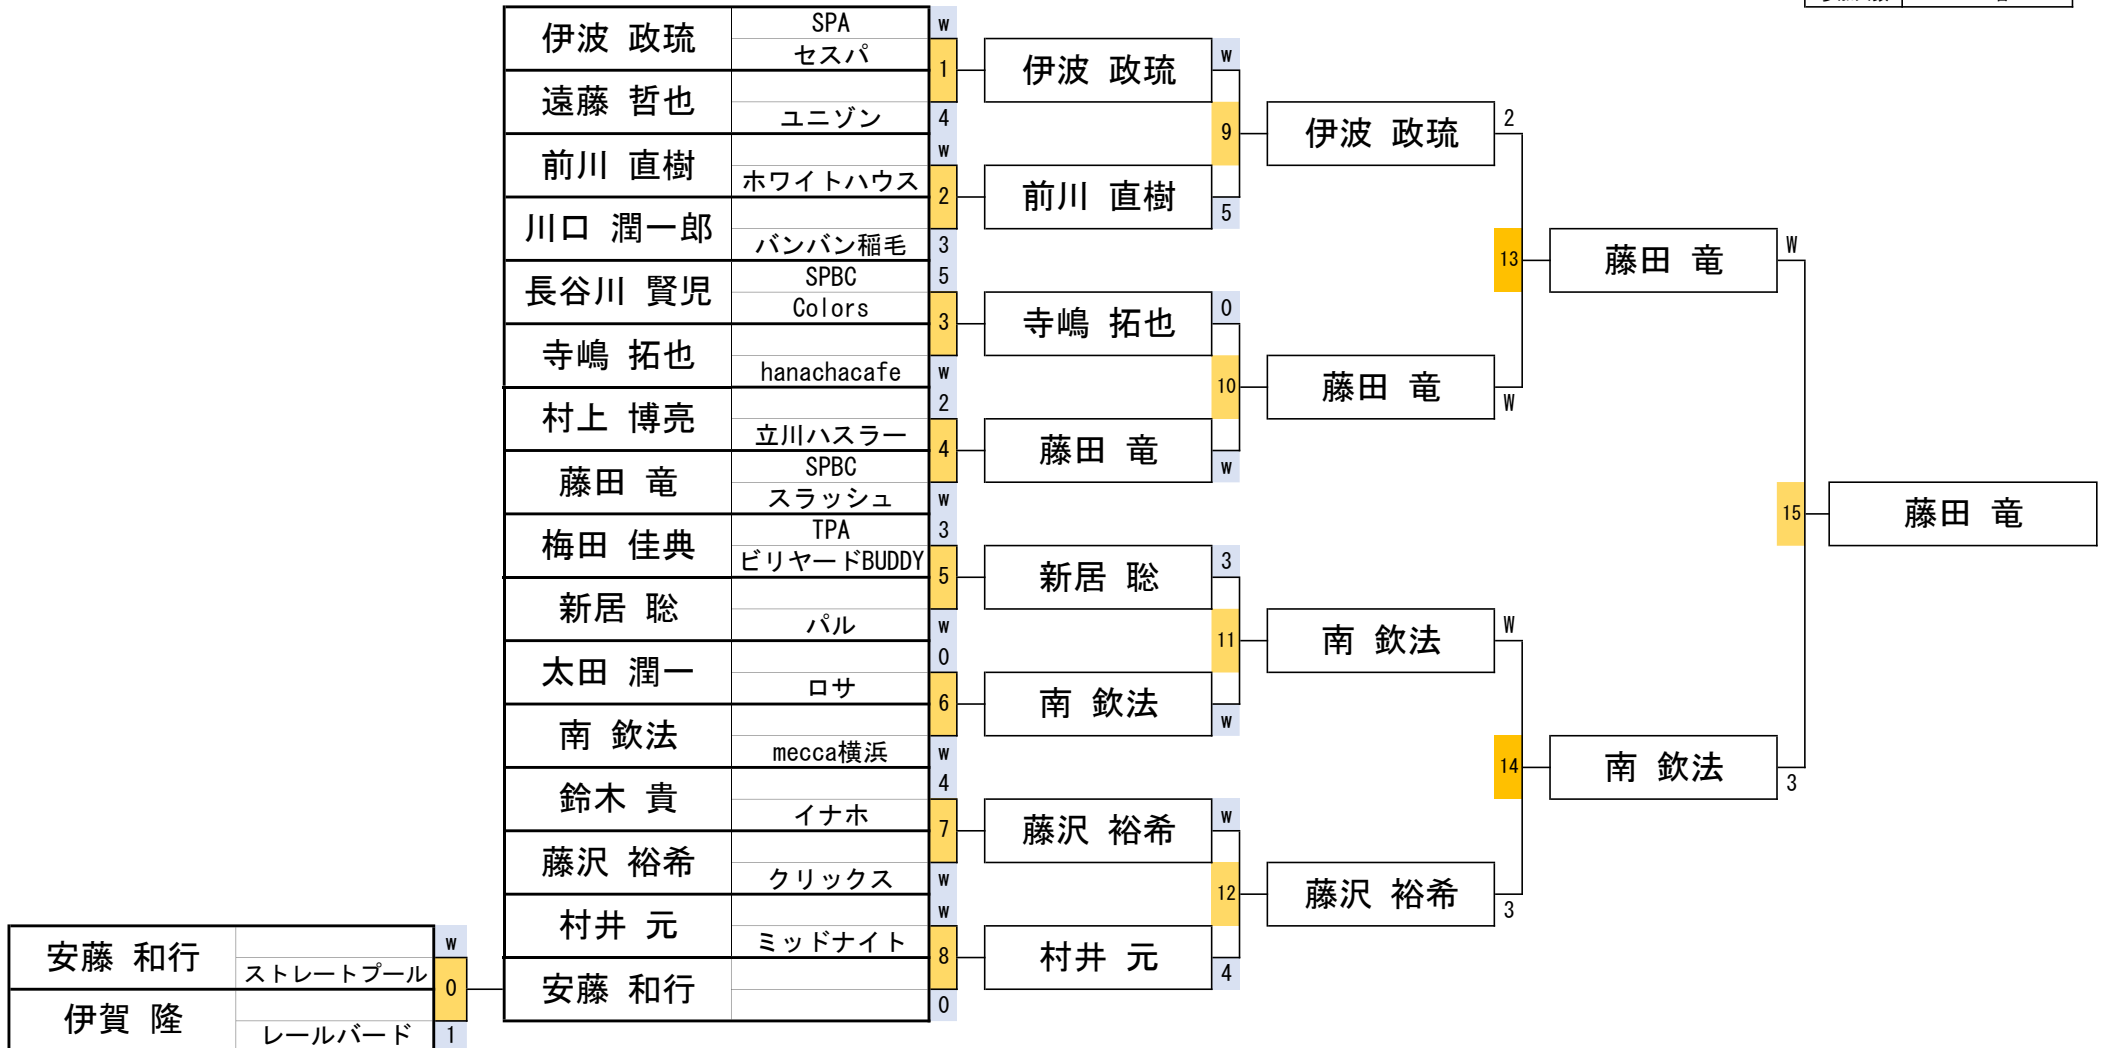 伊波 政琉 SPA w
セスパ
1
遠藤 哲也
ユニゾン 4
前川 直樹 w
ホワイトハウス
2
川口 潤一郎
バンバン稲毛 3
長谷川 賢児 SPBC 5
Colors
3
寺嶋 拓也
hanachacafe w
村上 博亮 2
立川ハスラー
4
藤田 竜 SPBC
スラッシュ w
梅田 佳典 TPA 3
ビリヤードBUDDY
5
新居 聡
パル w
太田 潤一 0
ロサ
6
南 欽法
mecca横浜 w
鈴木 貴 4
イナホ
7
藤沢 裕希
クリックス w
村井 元 w
ミッドナイト
8
安藤 和行
0
安藤 和行 w
ストレートプール
0
伊賀 隆
レールバード 1
伊波 政琉 w
9
前川 直樹 5
寺嶋 拓也 0
10
藤田 竜 w
新居 聡 3
11
南 欽法 w
藤沢 裕希 w
12
村井 元 4
伊波 政琉 2
13
藤田 竜 W
南 欽法 W
14
藤沢 裕希 3
藤田 竜 W
15
南 欽法 3
藤田 竜